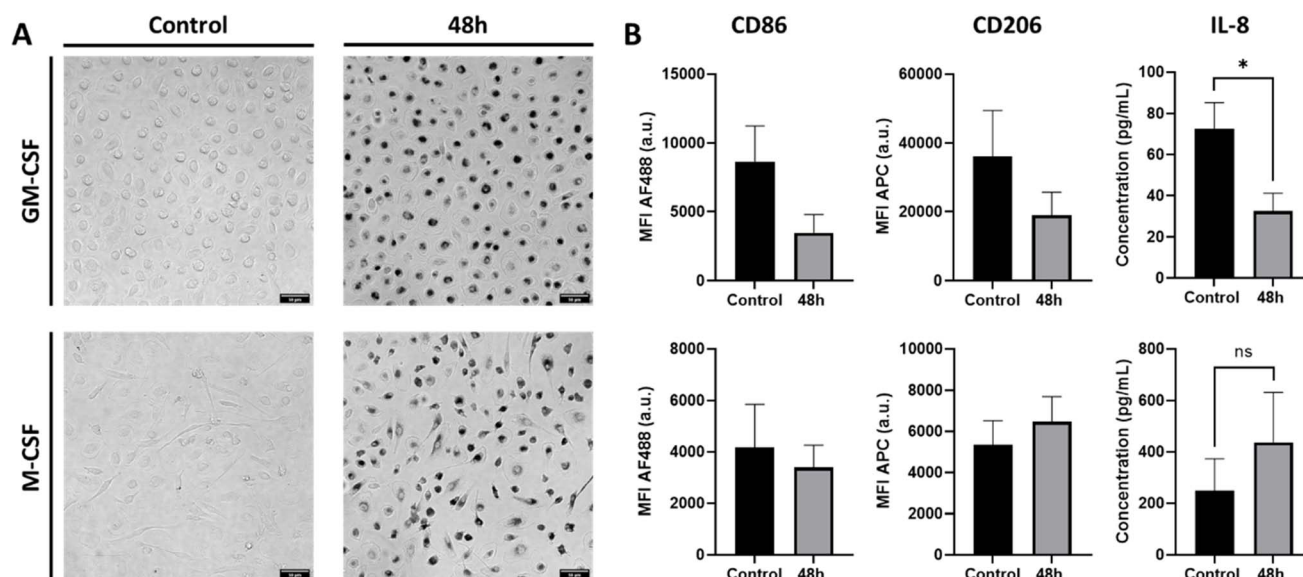 A
Control
48h
GM-CSF
M-CSF
B
CD86
CD206
IL-8
MFI AF488 (a.u.)
15000
10000
5000
0
Control 48h
MFI APC (a.u.)
60000
40000
20000
0
Control 48h
Concentration (pg/mL)
100
80
60
40
20
0
*
Control 48h
MFI AF488 (a.u.)
8000
6000
4000
2000
0
Control 48h
MFI APC (a.u.)
10000
8000
6000
4000
2000
0
Control 48h
Concentration (pg/mL)
800
600
400
200
0
ns
Control 48h